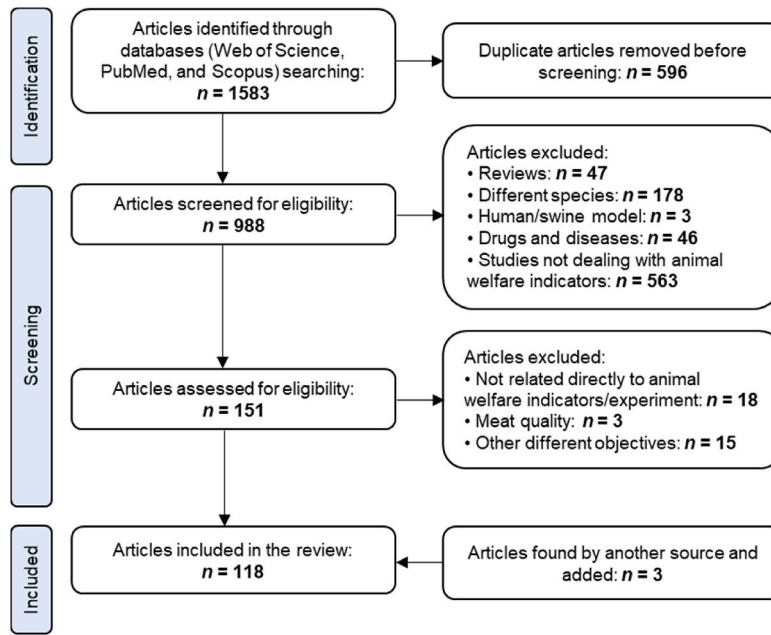 Identification
Articles identified through
databases (Web of Science,
PubMed, and Scopus) searching:
n = 1583
Duplicate articles removed before
screening: n = 596
Screening
Articles screened for eligibility:
n = 988
Articles excluded:
• Reviews: n = 47
• Different species: n = 178
• Human/swine model: n = 3
• Drugs and diseases: n = 46
• Studies not dealing with animal
welfare indicators: n = 563
Articles assessed for eligibility:
n = 151
Articles excluded:
• Not related directly to animal
welfare indicators/experiment: n = 18
• Meat quality: n = 3
• Other different objectives: n = 15
Included
Articles included in the review:
n = 118
Articles found by another source and
added: n = 3